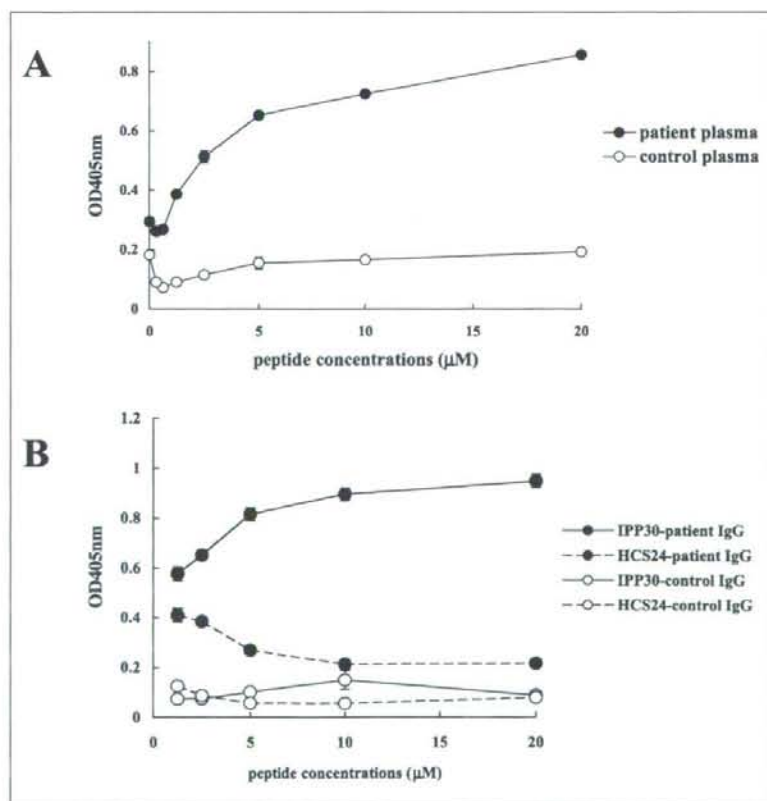 A
0.8
0.6
0.4
0.2
0
OD405nm
0 5 10 15 20
peptide concentrations (μM)
patient plasma
control plasma
B
1.2
1
0.8
0.6
0.4
0.2
0
OD405nm
0 5 10 15 20
peptide concentrations (μM)
IPP30-patient IgG
HCS24-patient IgG
IPP30-control IgG
HCS24-control IgG